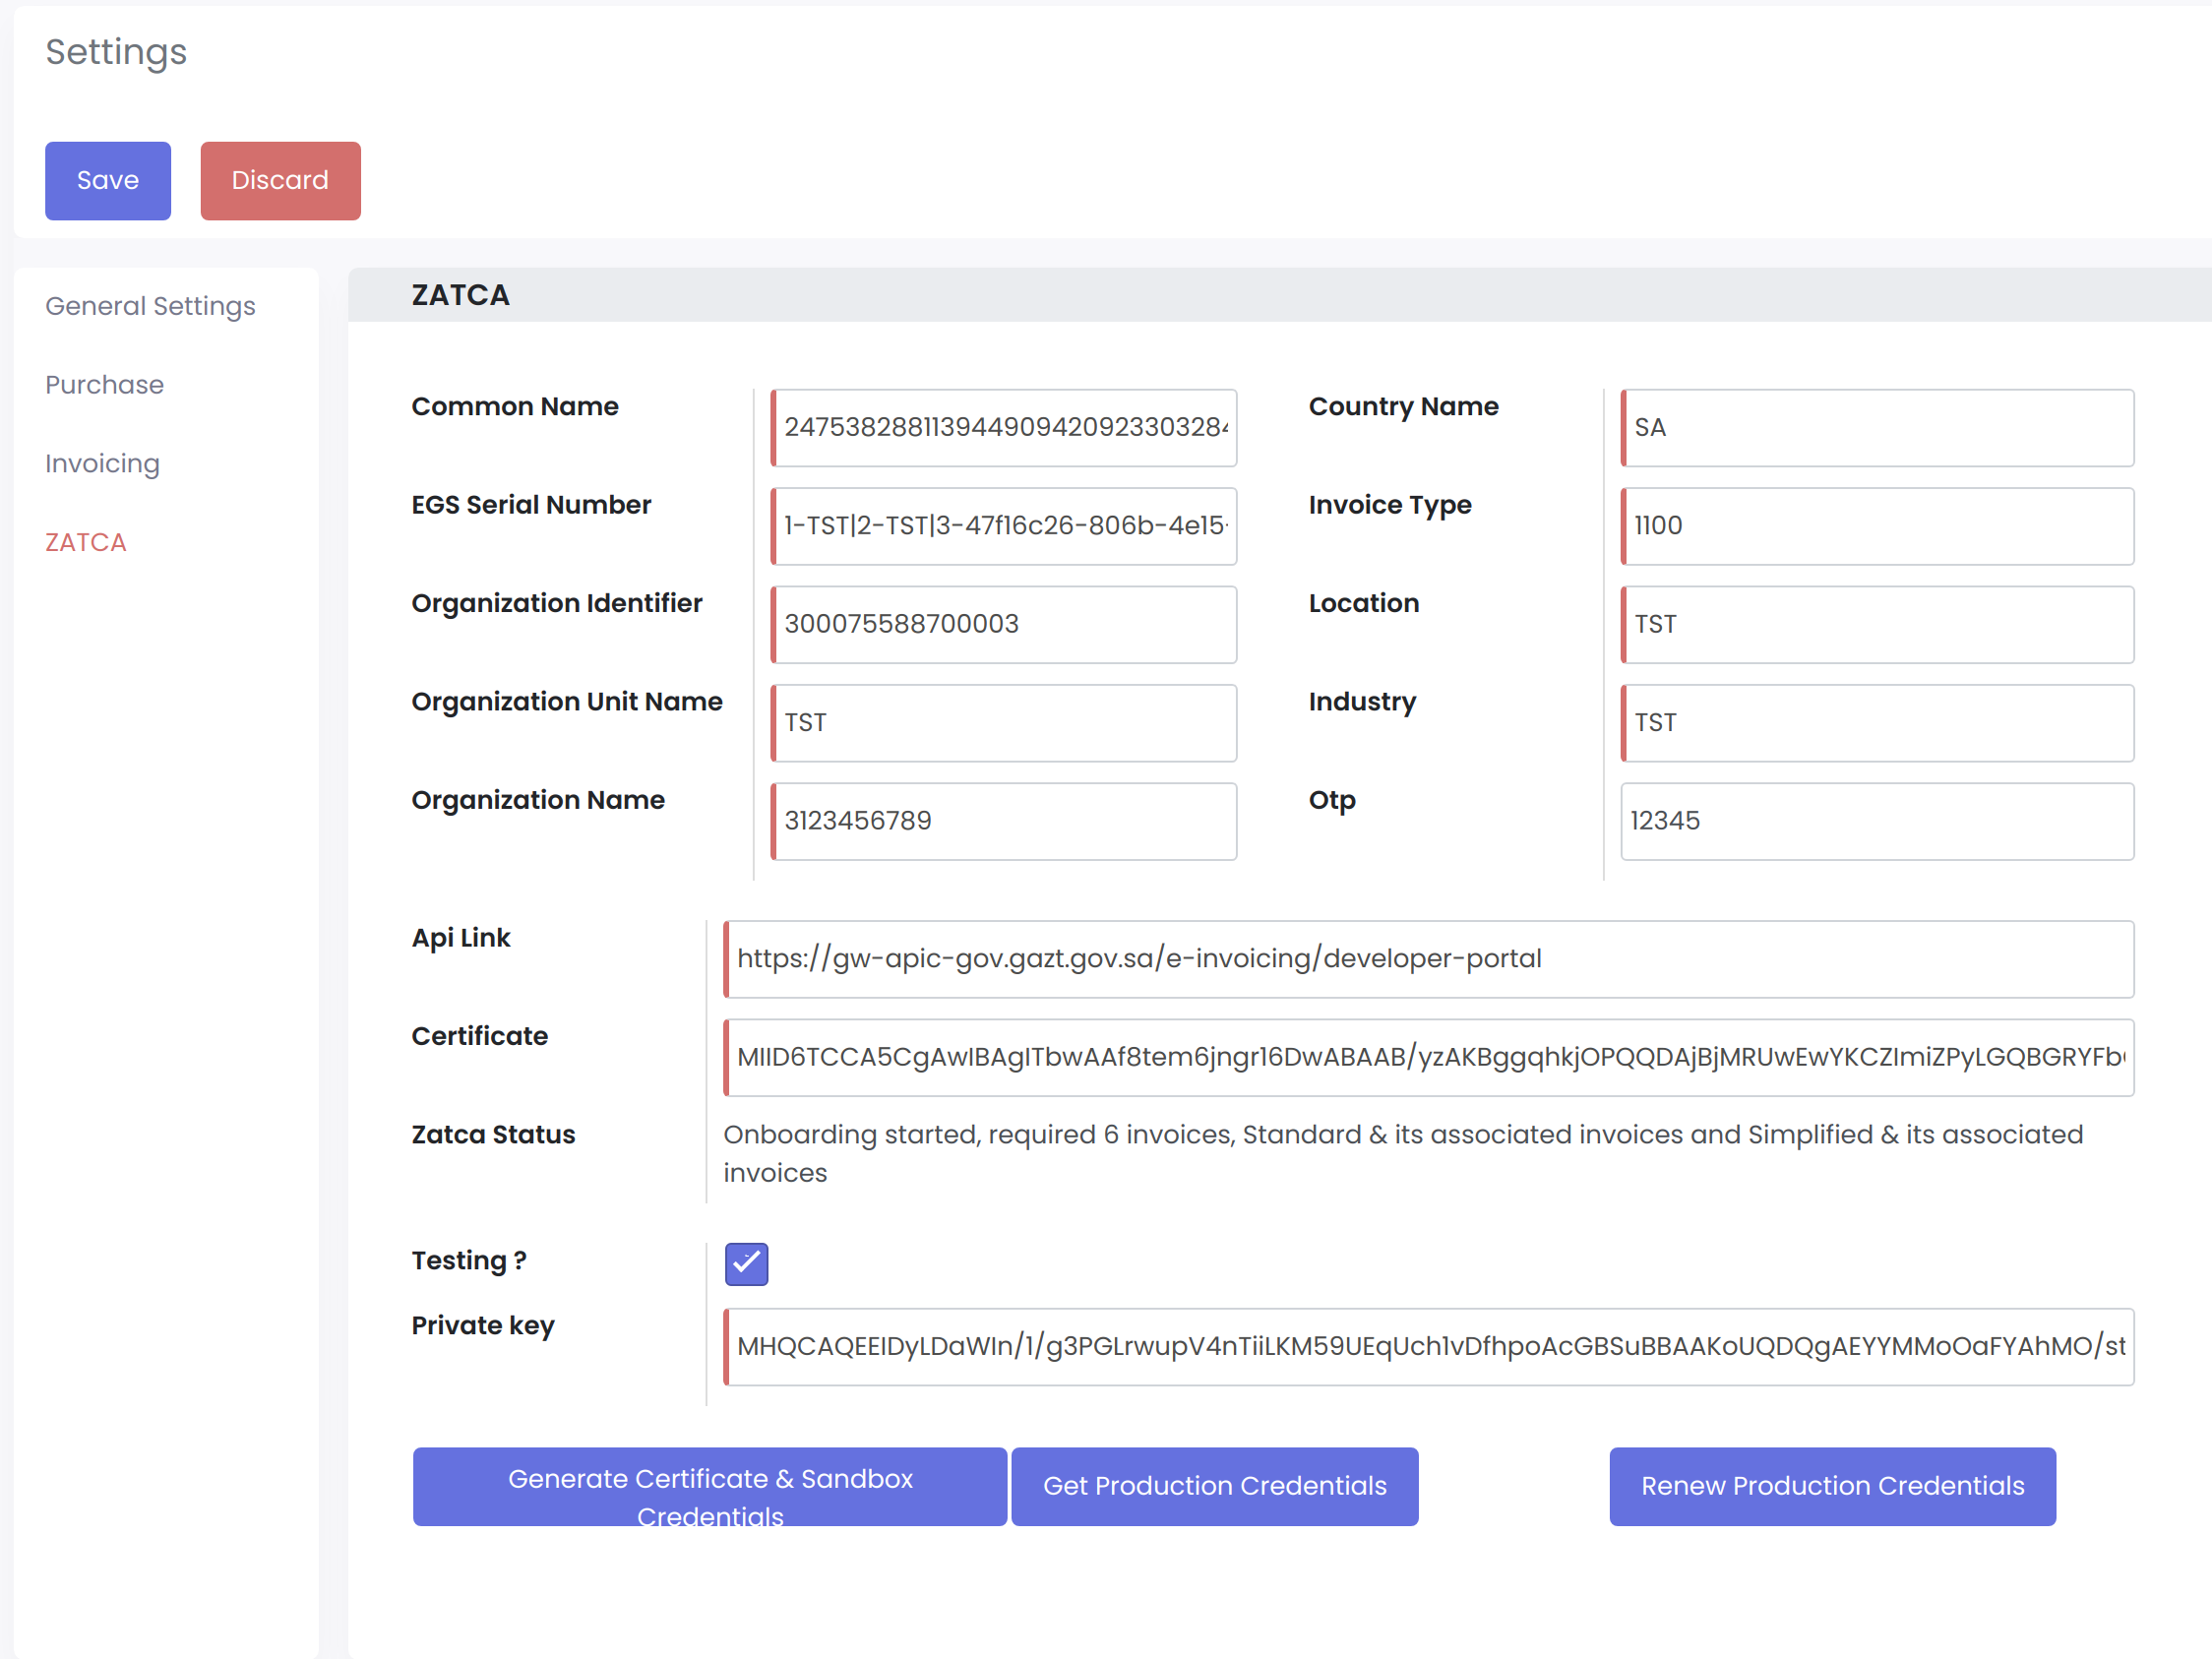 Settings
Save
Discard
General Settings
Purchase
Invoicing
ZATCA
ZATCA
Common Name
247538288113944909420923303284
Country Name
SA
EGS Serial Number
1-TST|2-TST|3-47f16c26-806b-4e15-
Invoice Type
1100
Organization Identifier
300075588700003
Location
TST
Organization Unit Name
TST
Industry
TST
Organization Name
3123456789
Otp
12345
Api Link
https://gw-apic-gov.gazt.gov.sa/e-invoicing/developer-portal
Certificate
MIID6TCCA5CgAwIBAgITbwAAf8tem6jngr16DwABAAB/yzAKBggqhkjOPQQDAjBjMRUwEwYKCZImiZPyLGQBGRYFb
Zatca Status
Onboarding started, required 6 invoices, Standard & its associated invoices and Simplified & its associated
invoices
Testing ?
Private key
MHQCAQEEIDyLDaWIn/1/g3PGLrwupV4nTiiLKM59UEqUch1vDfhpoAcGBSuBBAAKoUQDQgAEYYMMoOaFYAhMO/st
Generate Certificate & Sandbox
Credentials
Get Production Credentials
Renew Production Credentials